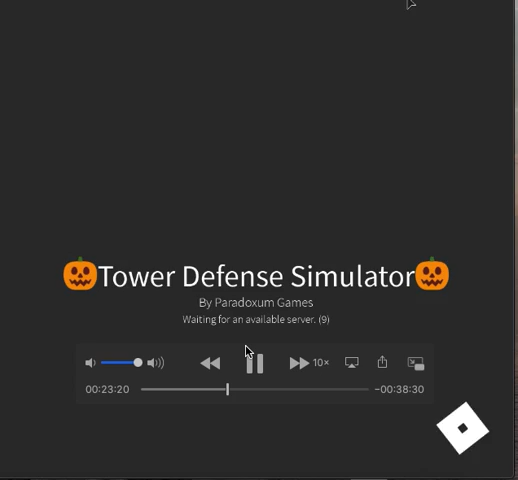 🎃Tower Defense Simulator🎃
By Paradoxum Games
Waiting for an available server. (9)
10×
00:23:20 −00:38:30